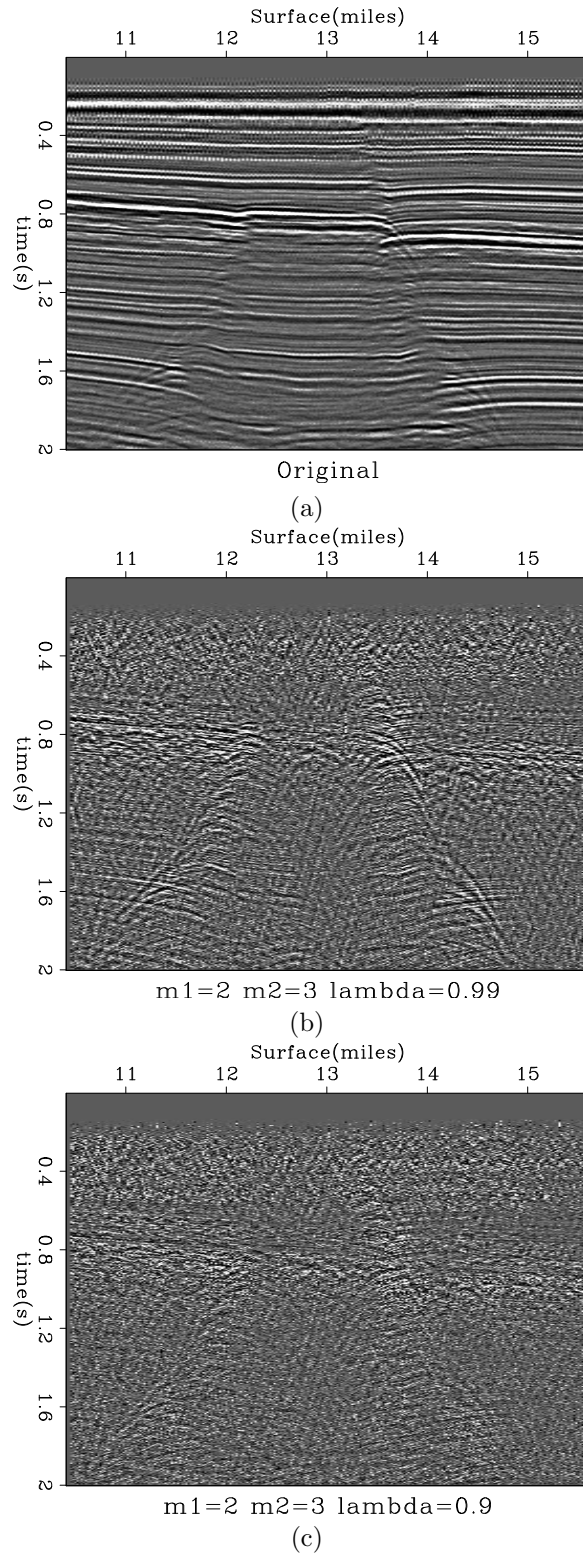 Surface(miles)
11 12 13 14 15
0.4
0.8
1.2
1.6
2
time(s)
Original
(a)
Surface(miles)
11 12 13 14 15
0.4
0.8
1.2
1.6
2
time(s)
m1=2 m2=3 lambda=0.99
(b)
Surface(miles)
11 12 13 14 15
0.4
0.8
1.2
1.6
2
time(s)
m1=2 m2=3 lambda=0.9
(c)